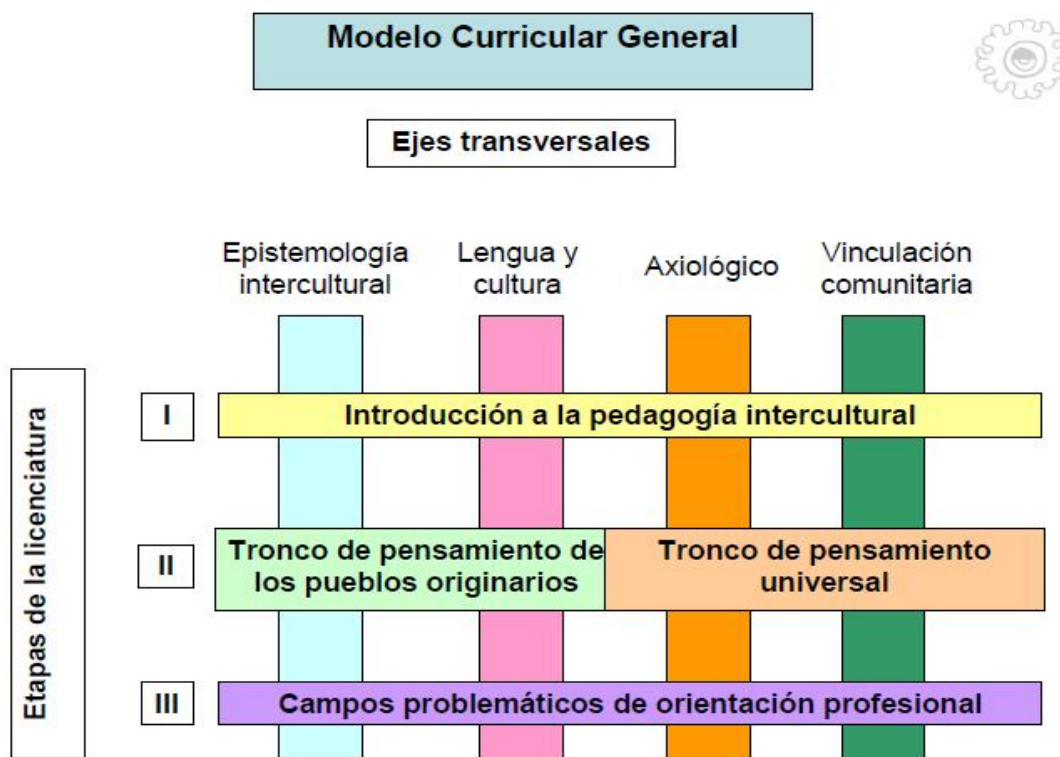 Modelo Curricular General
Ejes transversales
Epistemología
intercultural
Lengua y
cultura
Axiológico
Vinculación
comunitaria
Etapas de la licenciatura
I
Introducción a la pedagogía intercultural
II
Tronco de pensamiento de
los pueblos originarios
Tronco de pensamiento
universal
III
Campos problemáticos de orientación profesional